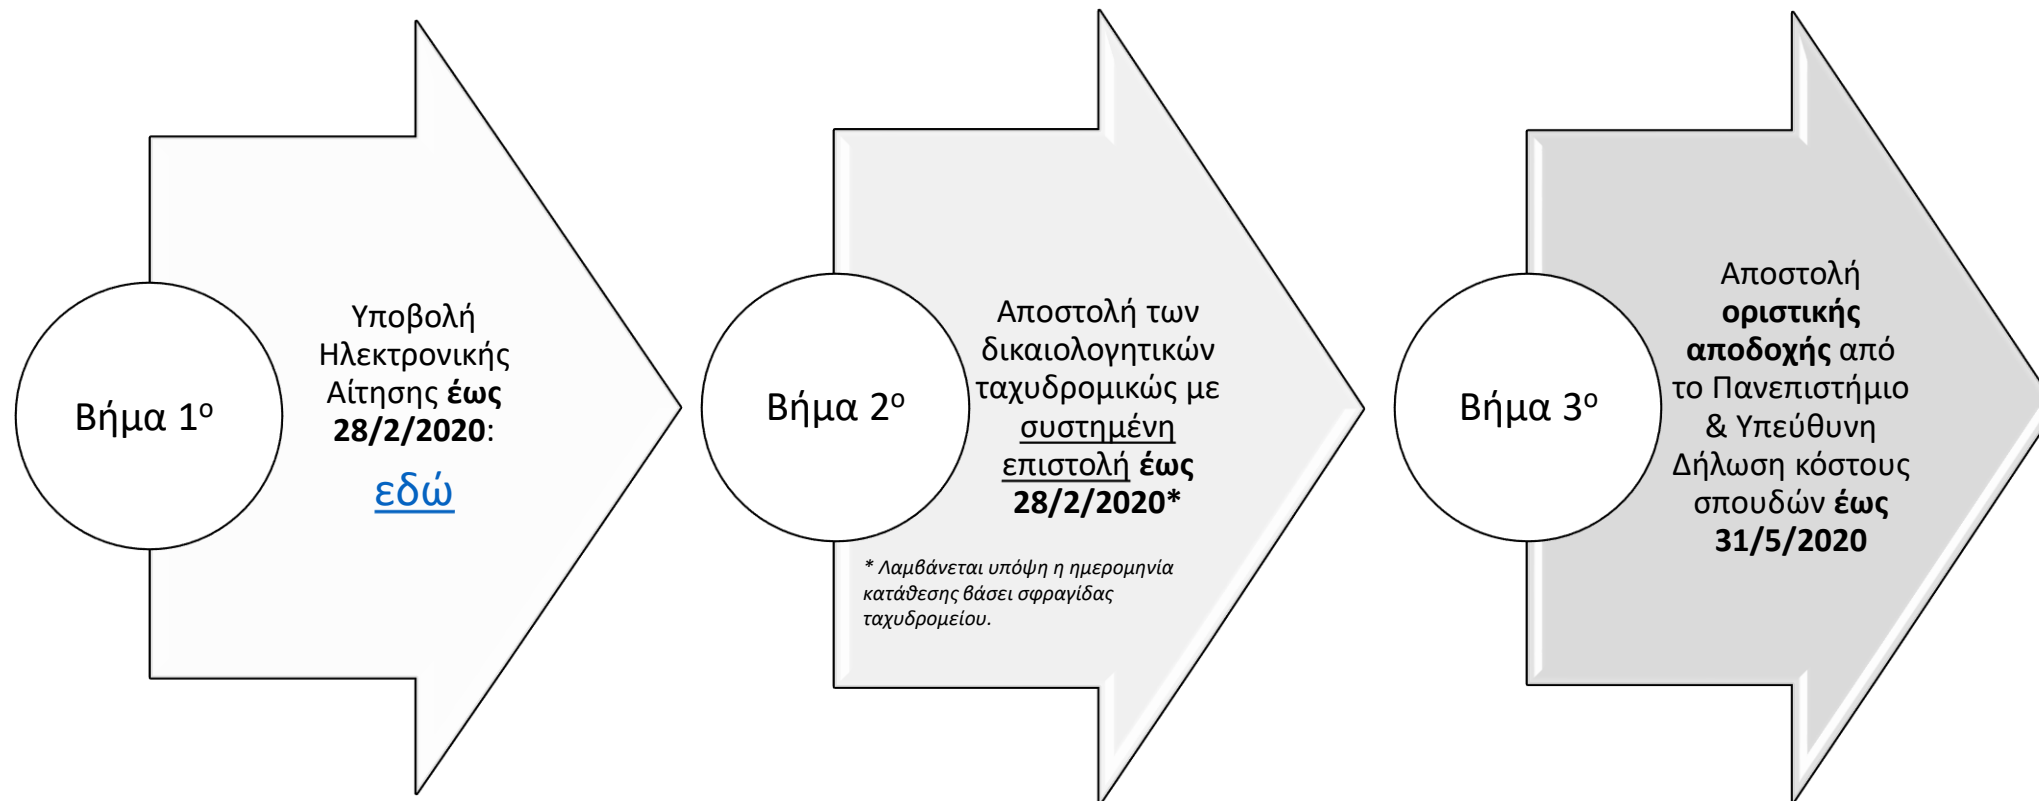 Βήμα 1ο
Υποβολή
Ηλεκτρονικής
Αίτησης έως
28/2/2020:
εδώ
Βήμα 2ο
Αποστολή των
δικαιολογητικών
ταχυδρομικώς με
συστημένη
επιστολή έως
28/2/2020*
* Λαμβάνεται υπόψη η ημερομηνία
κατάθεσης βάσει σφραγίδας
ταχυδρομείου.
Βήμα 3ο
Αποστολή
οριστικής
αποδοχής από
το Πανεπιστήμιο
& Υπεύθυνη
Δήλωση κόστους
σπουδών έως
31/5/2020